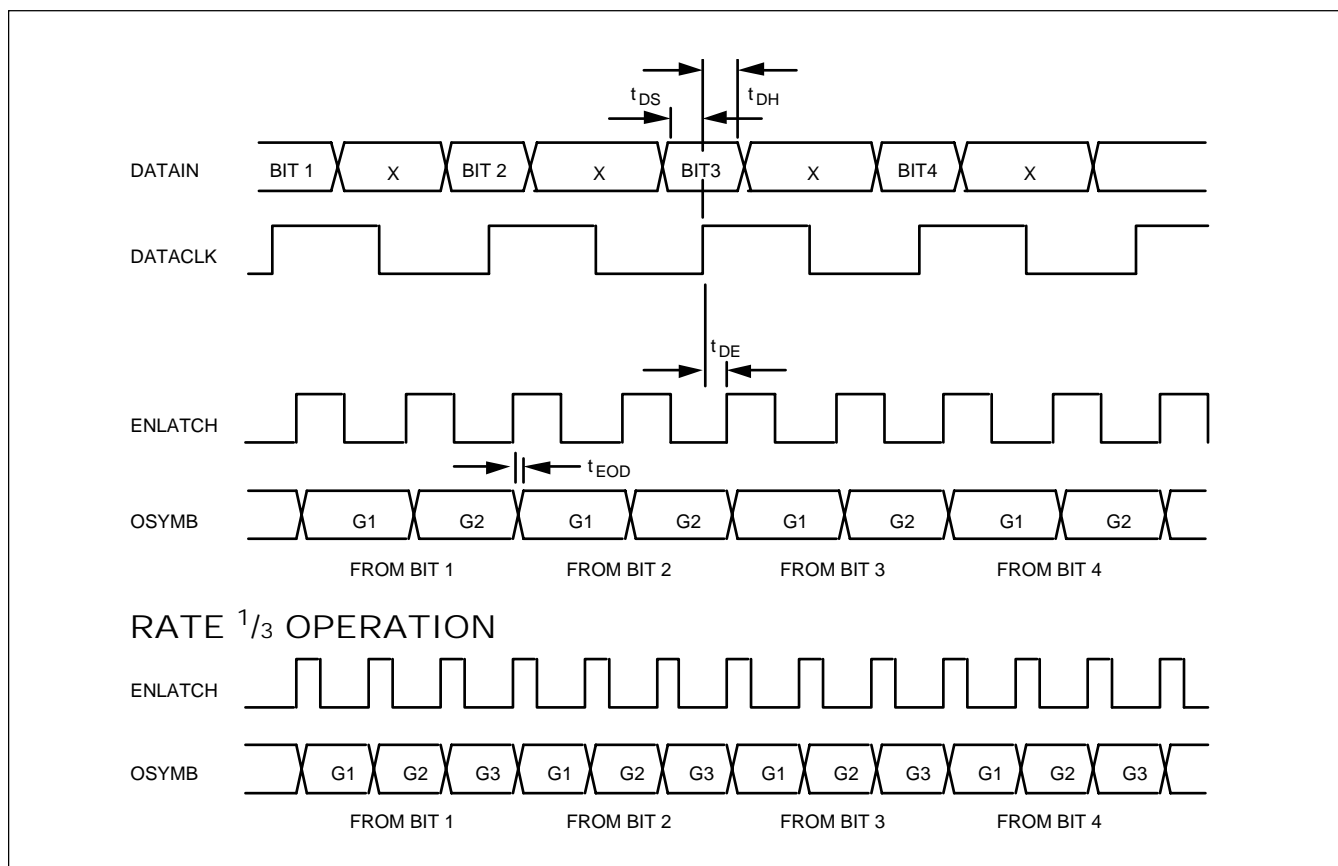 t DS t DH
DATAIN BIT 1 X BIT 2 X BIT3 X BIT4 X
DATACLK
t DE
ENLATCH
t EOD
OSYMB G1 G2 G1 G2 G1 G2 G1 G2
FROM BIT 1 FROM BIT 2 FROM BIT 3 FROM BIT 4
RATE 1/3 OPERATION
ENLATCH
OSYMB G1 G2 G3 G1 G2 G3 G1 G2 G3 G1 G2 G3
FROM BIT 1 FROM BIT 2 FROM BIT 3 FROM BIT 4